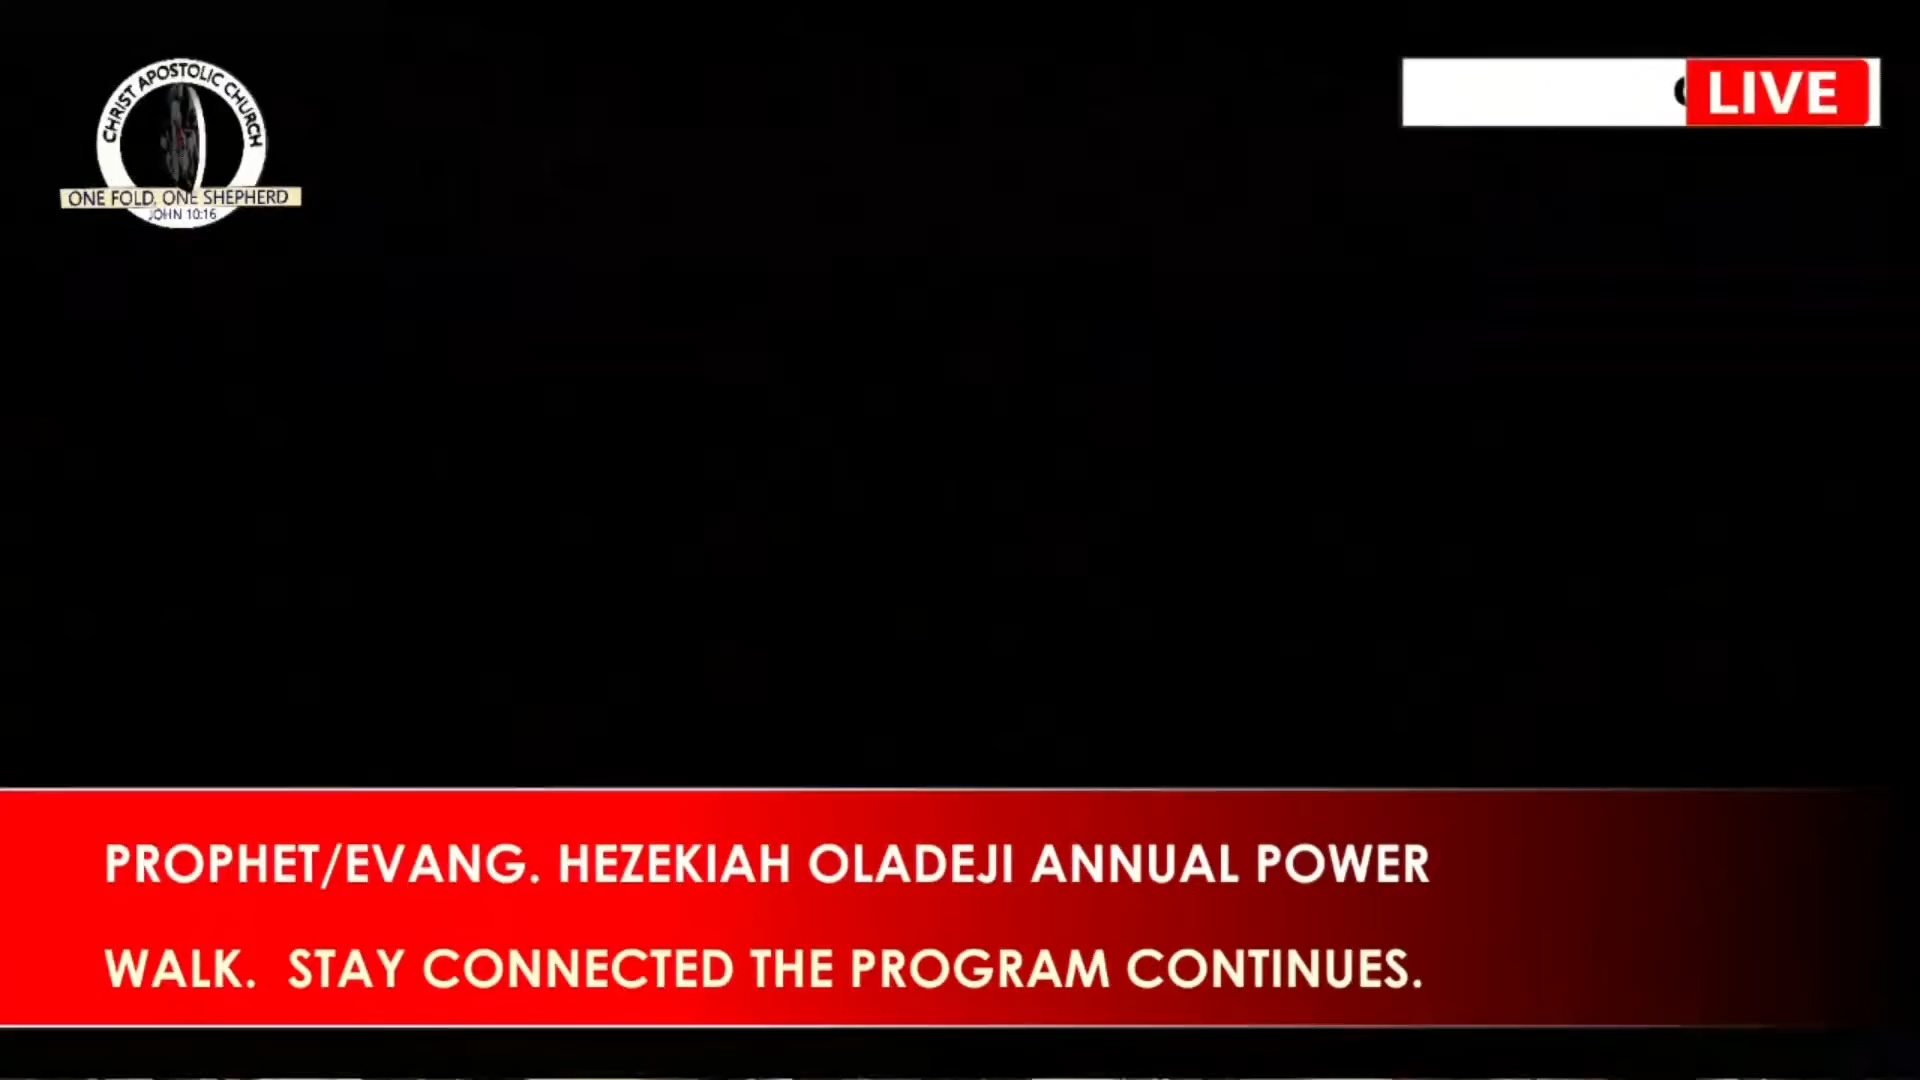 CHRIST APOSTOLIC CHURCH
ONE FOLD, ONE SHEPHERD
JOHN 10:16
LIVE
PROPHET/EVANG. HEZEKIAH OLADEJI ANNUAL POWER
WALK. STAY CONNECTED THE PROGRAM CONTINUES.